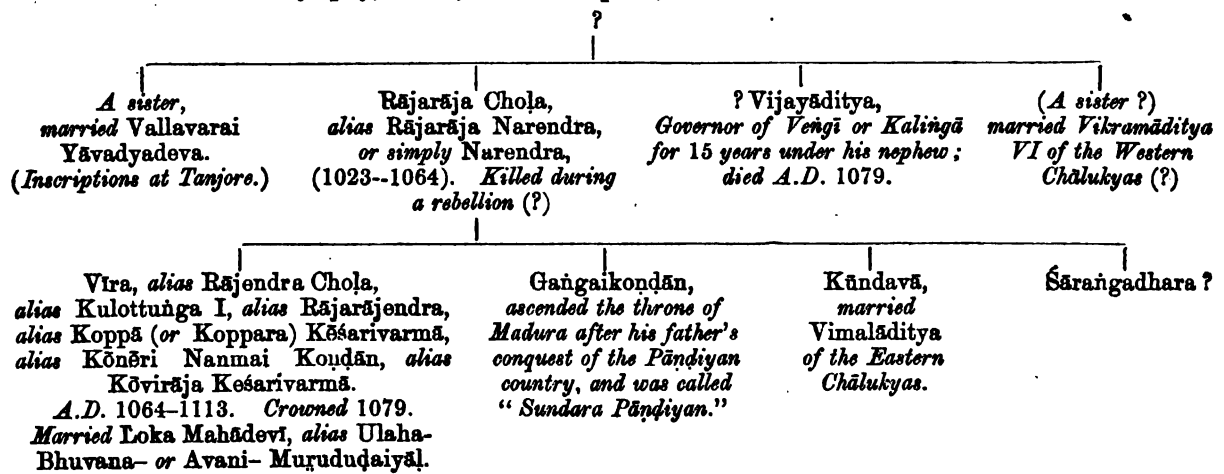 ?
A sister,
married Vallavarai
Yāvadyadeva.
(Inscriptions at Tanjore.)
Rājarāja Choḷa,
alias Rājarāja Narendra,
or simply Narendra,
(1023--1064). Killed during
a rebellion (?)
? Vijayāditya,
Governor of Veṅgī or Kaliṅgā
for 15 years under his nephew;
died A.D. 1079.
(A sister ?)
married Vikramāditya
VI of the Western
Chālukyas (?)
Vīra, alias Rājendra Choḷa,
alias Kulottuṅga I, alias Rājarājendra,
alias Koppā (or Koppara) Kēśarivarmā,
alias Kōnēri Nanmai Koṇḍān, alias
Kōvirāja Keśarivarmā.
A.D. 1064–1113. Crowned 1079.
Married Loka Mahādevī, alias Ulaha-
Bhuvana– or Avani– Muṟuduḍaiyāḷ.
Gaṅgaikoṇḍān,
ascended the throne of
Madura after his father's
conquest of the Pāṇḍiyan
country, and was called
“ Sundara Pāṇḍiyan.”
Kūndavā,
married
Vimalāditya
of the Eastern
Chālukyas.
Śāraṅgadhara ?